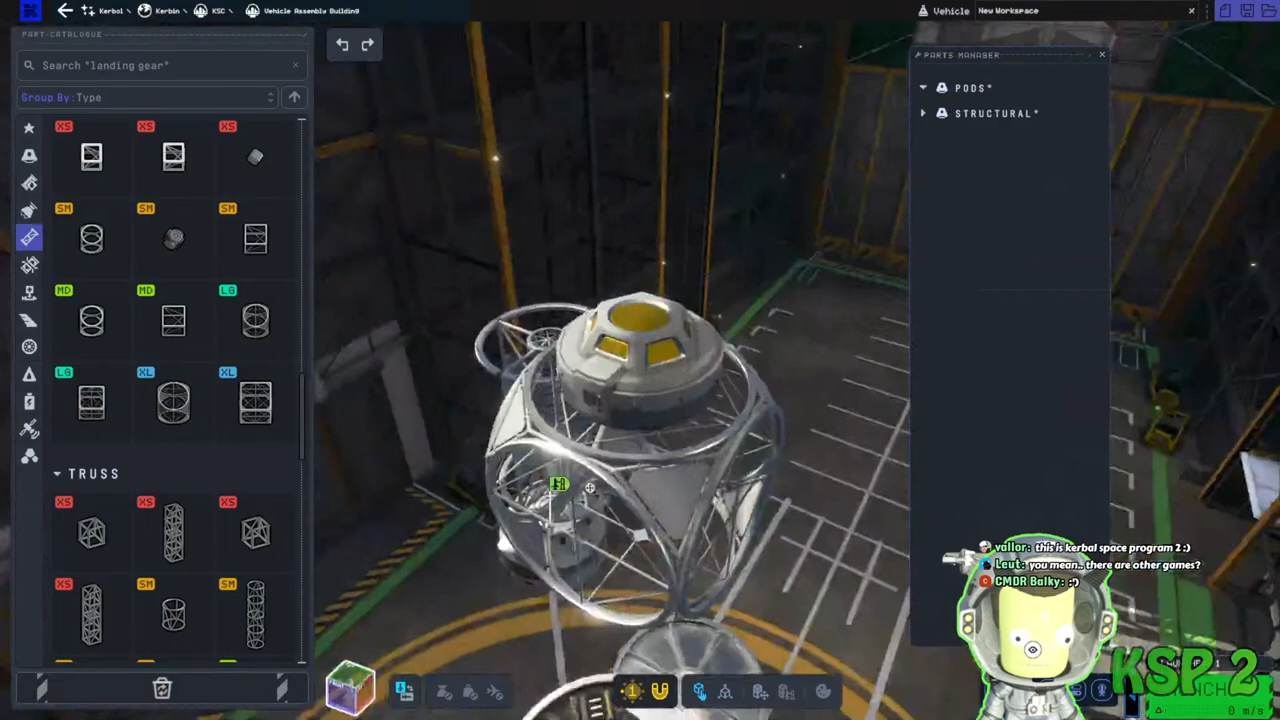 Kerbol
Kerbin
KSC
Vehicle Assembly Building
Vehicle
New Workspace
PART-CATALOGUE
Search "landing gear"
Group By: Type
XS
XS
XS
SM
SM
SM
MD
MD
LG
LG
XL
XL
TRUSS
XS
XS
XS
XS
SM
SM
PARTS MANAGER
PODS*
STRUCTURAL*
1
vallor: this is kerbal space program 2 :)
Leut: you mean.. there are other games?
CMDR Balky: :')
KSP 2
0 m/s